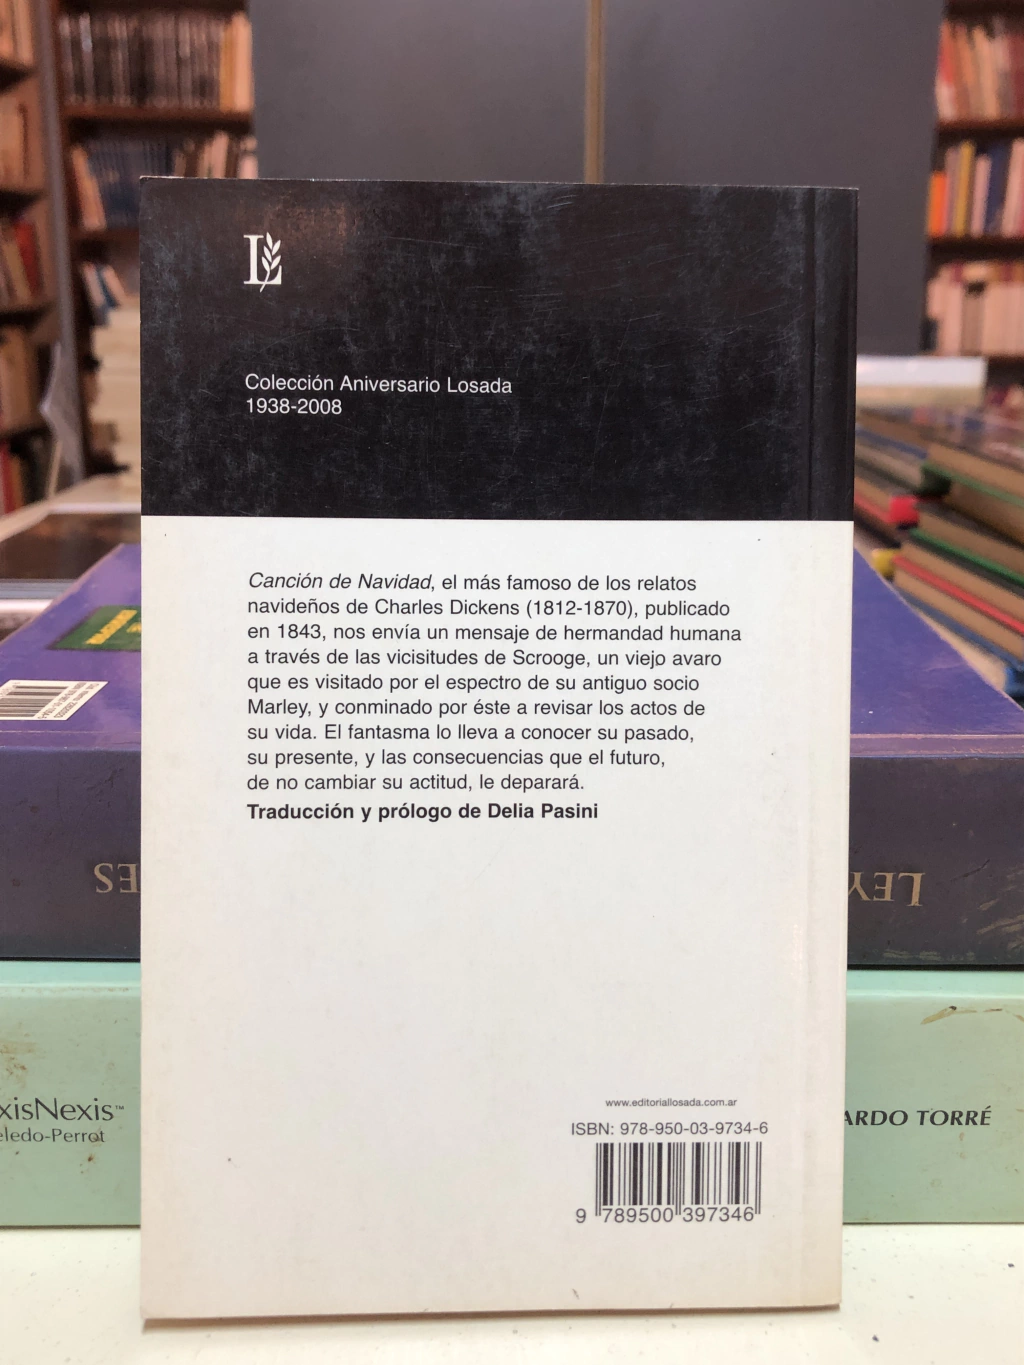 L
Colección Aniversario Losada
1938-2008
Canción de Navidad, el más famoso de los relatos
navideños de Charles Dickens (1812-1870), publicado
en 1843, nos envía un mensaje de hermandad humana
a través de las vicisitudes de Scrooge, un viejo avaro
que es visitado por el espectro de su antiguo socio
Marley, y conminado por éste a revisar los actos de
su vida. El fantasma lo lleva a conocer su pasado,
su presente, y las consecuencias que el futuro,
de no cambiar su actitud, le deparará.
Traducción y prólogo de Delia Pasini
www.editoriallosada.com.ar
ISBN: 978-950-03-9734-6
9 789500 397346
LEY
ES
xisNexis™
eledo-Perrot
ARDO TORRÉ